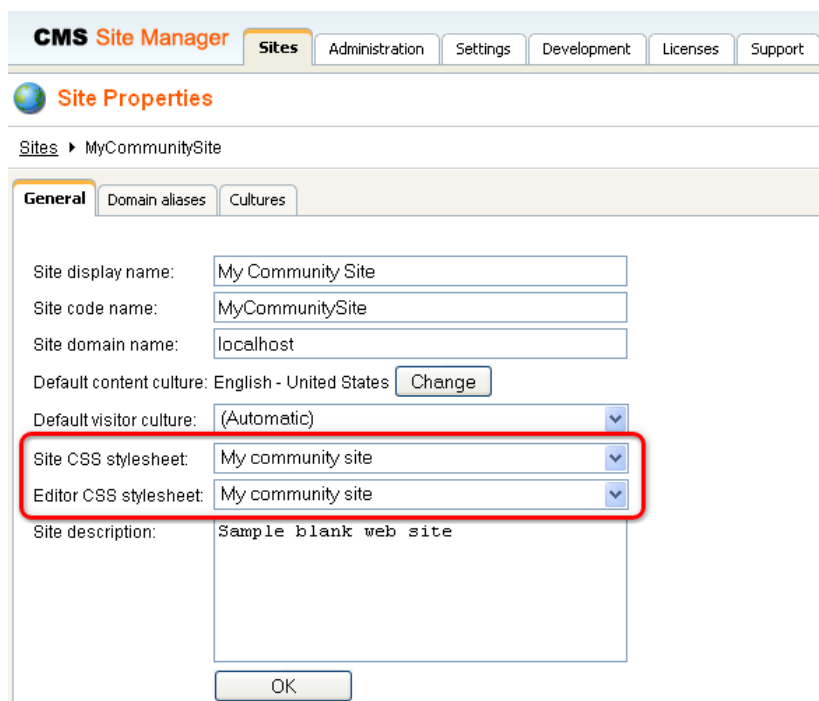 CMS Site Manager Sites Administration Settings Development Licenses Support
Site Properties
Sites MyCommunitySite
General Domain aliases Cultures
Site display name: My Community Site
Site code name: MyCommunitySite
Site domain name: localhost
Default content culture: English - United States Change
Default visitor culture: (Automatic)
Site CSS stylesheet: My community site
Editor CSS stylesheet: My community site
Site description: Sample blank web site
OK